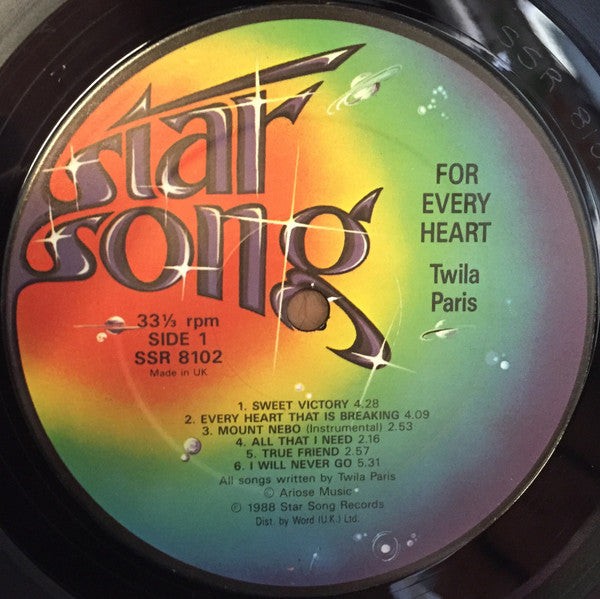 star
song
FOR
EVERY
HEART
Twila
Paris
33⅓ rpm
SIDE 1
SSR 8102
Made in UK
1. SWEET VICTORY 4.28
2. EVERY HEART THAT IS BREAKING 4.09
3. MOUNT NEBO (Instrumental) 2.53
4. ALL THAT I NEED 2.16
5. TRUE FRIEND 2.57
6. I WILL NEVER GO 5.31
All songs written by Twila Paris
© Ariose Music
℗ 1988 Star Song Records
Dist. by Word (U.K.) Ltd.
SSR